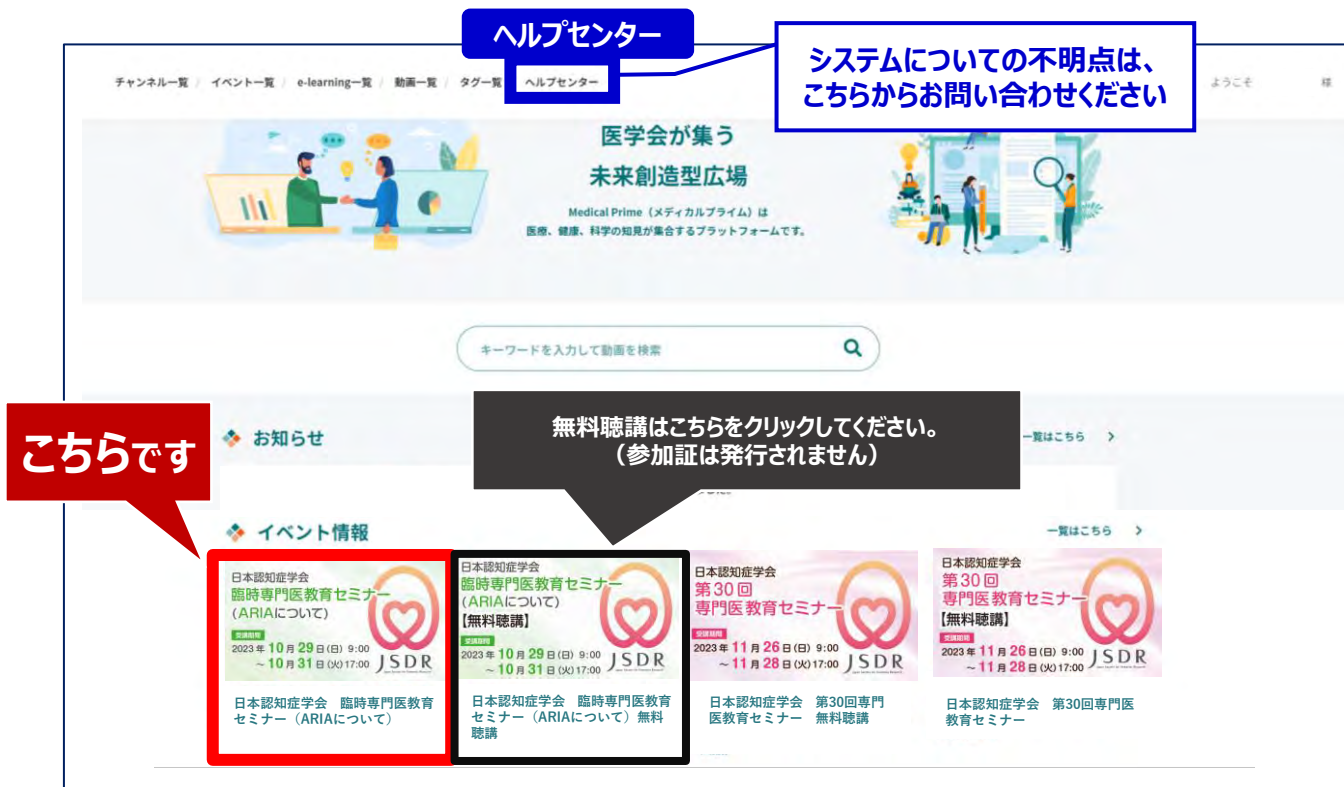 ヘルプセンター
システムについての不明点は、
こちらからお問い合わせください
チャンネル一覧 / イベント一覧 / e-learning一覧 / 動画一覧 / タグ一覧 ヘルプセンター
ようこそ 様
医学会が集う
未来創造型広場
Medical Prime（メディカルプライム）は
医療、健康、科学の知見が集合するプラットフォームです。
キーワードを入力して動画を検索
こちらです
お知らせ
無料聴講はこちらをクリックしてください。
（参加証は発行されません）
一覧はこちら >
イベント情報
一覧はこちら >
日本認知症学会
臨時専門医教育セミナー
(ARIAについて)
受講期間
2023年 10月 29日(日) 9:00
～10月 31日(火)17:00
JSDR
日本認知症学会 臨時専門医教育
セミナー（ARIAについて）
日本認知症学会
臨時専門医教育セミナー
(ARIAについて)
【無料聴講】
受講期間
2023年 10月 29日(日) 9:00
～10月 31日(火)17:00
JSDR
日本認知症学会 臨時専門医教育
セミナー（ARIAについて）無料
聴講
日本認知症学会
第30回
専門医教育セミナー
受講期間
2023年 11月 26日(日) 9:00
～11月 28日(火)17:00
JSDR
日本認知症学会 第30回専門
医教育セミナー 無料聴講
日本認知症学会
第30回
専門医教育セミナー
【無料聴講】
受講期間
2023年 11月 26日(日) 9:00
～11月 28日(火)17:00
JSDR
日本認知症学会 第30回専門医
教育セミナー